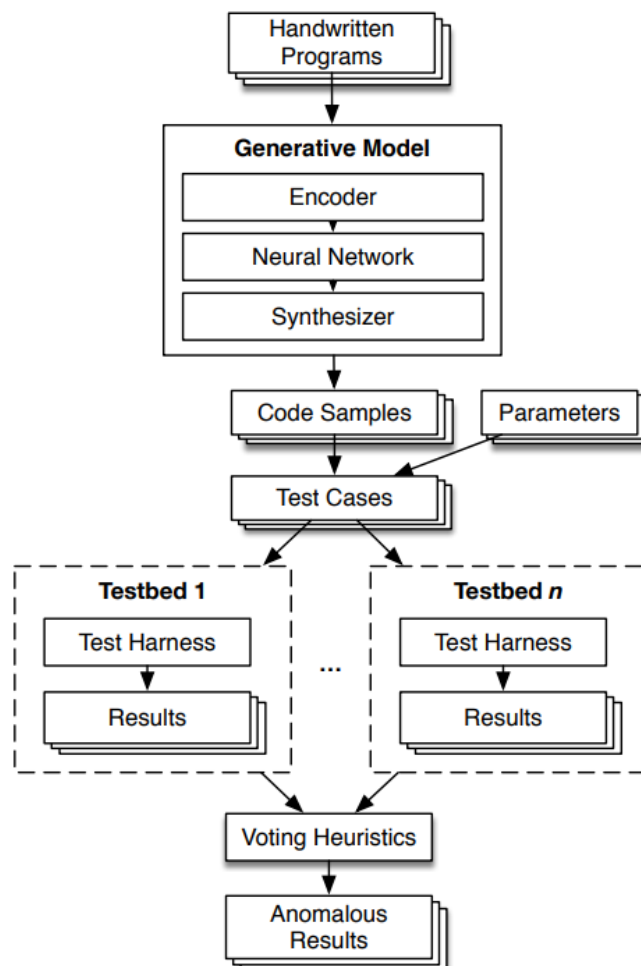 Handwritten
Programs
Generative Model
Encoder
Neural Network
Synthesizer
Code Samples
Parameters
Test Cases
Testbed 1
Testbed n
Test Harness
Test Harness
...
Results
Results
Voting Heuristics
Anomalous
Results